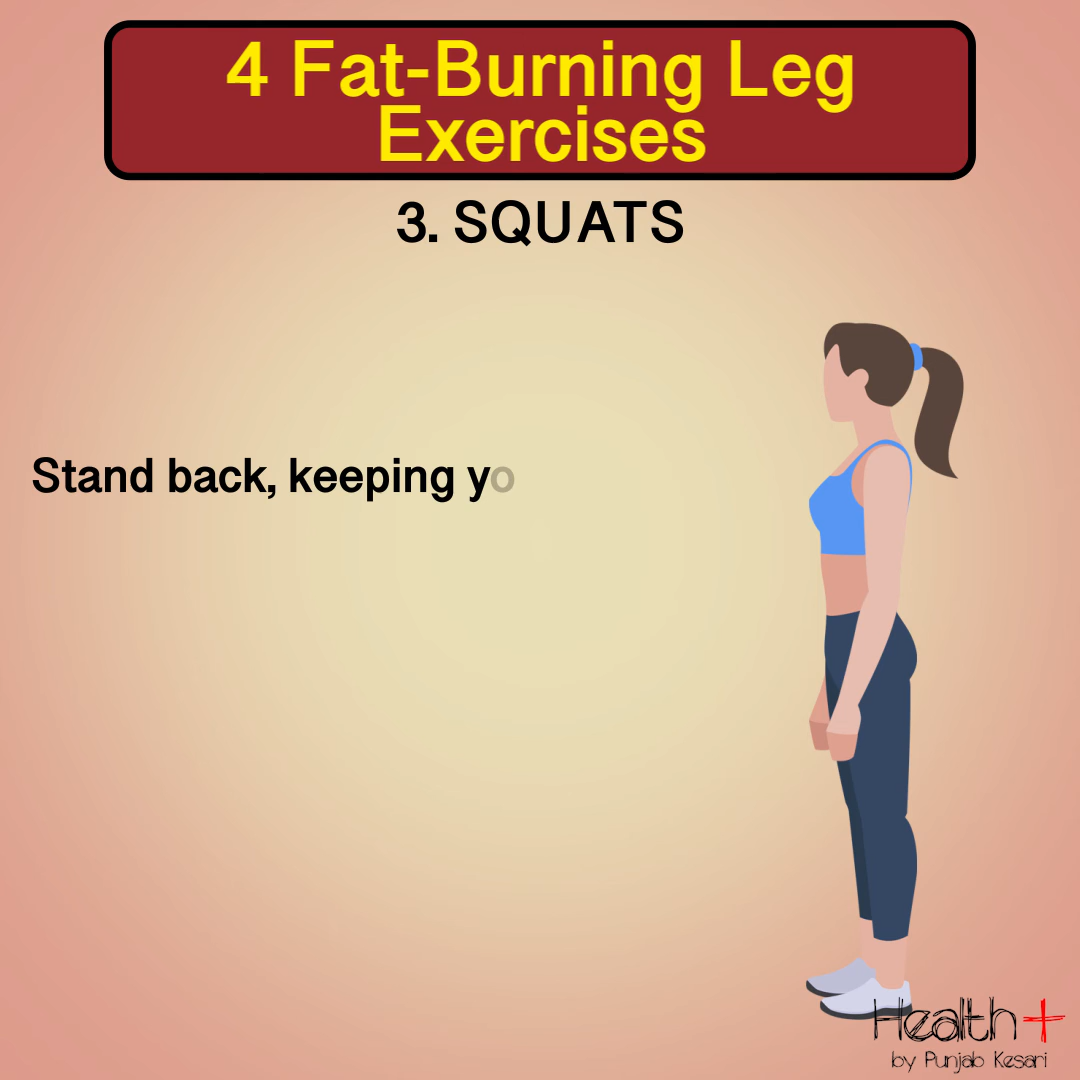 4 Fat-Burning Leg
Exercises
3. SQUATS
Stand back, keeping yo
Health+
by Punjab Kesari